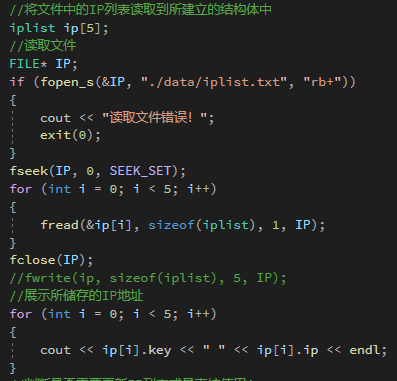 //将文件中的IP列表读取到所建立的结构体中
iplist ip[5];
//读取文件
FILE* IP;
if (fopen_s(&IP, "./data/iplist.txt", "rb+"))
{
cout << "读取文件错误! ";
exit(0);
}
fseek(IP, 0, SEEK_SET);
for (int i = 0; i < 5; i++)
{
fread(&ip[i], sizeof(iplist), 1, IP);
}
fclose(IP);
//fwrite(ip, sizeof(iplist), 5, IP);
//展示所储存的IP地址
for (int i = 0; i < 5; i++)
{
cout << ip[i].key << " " << ip[i].ip << endl;
}